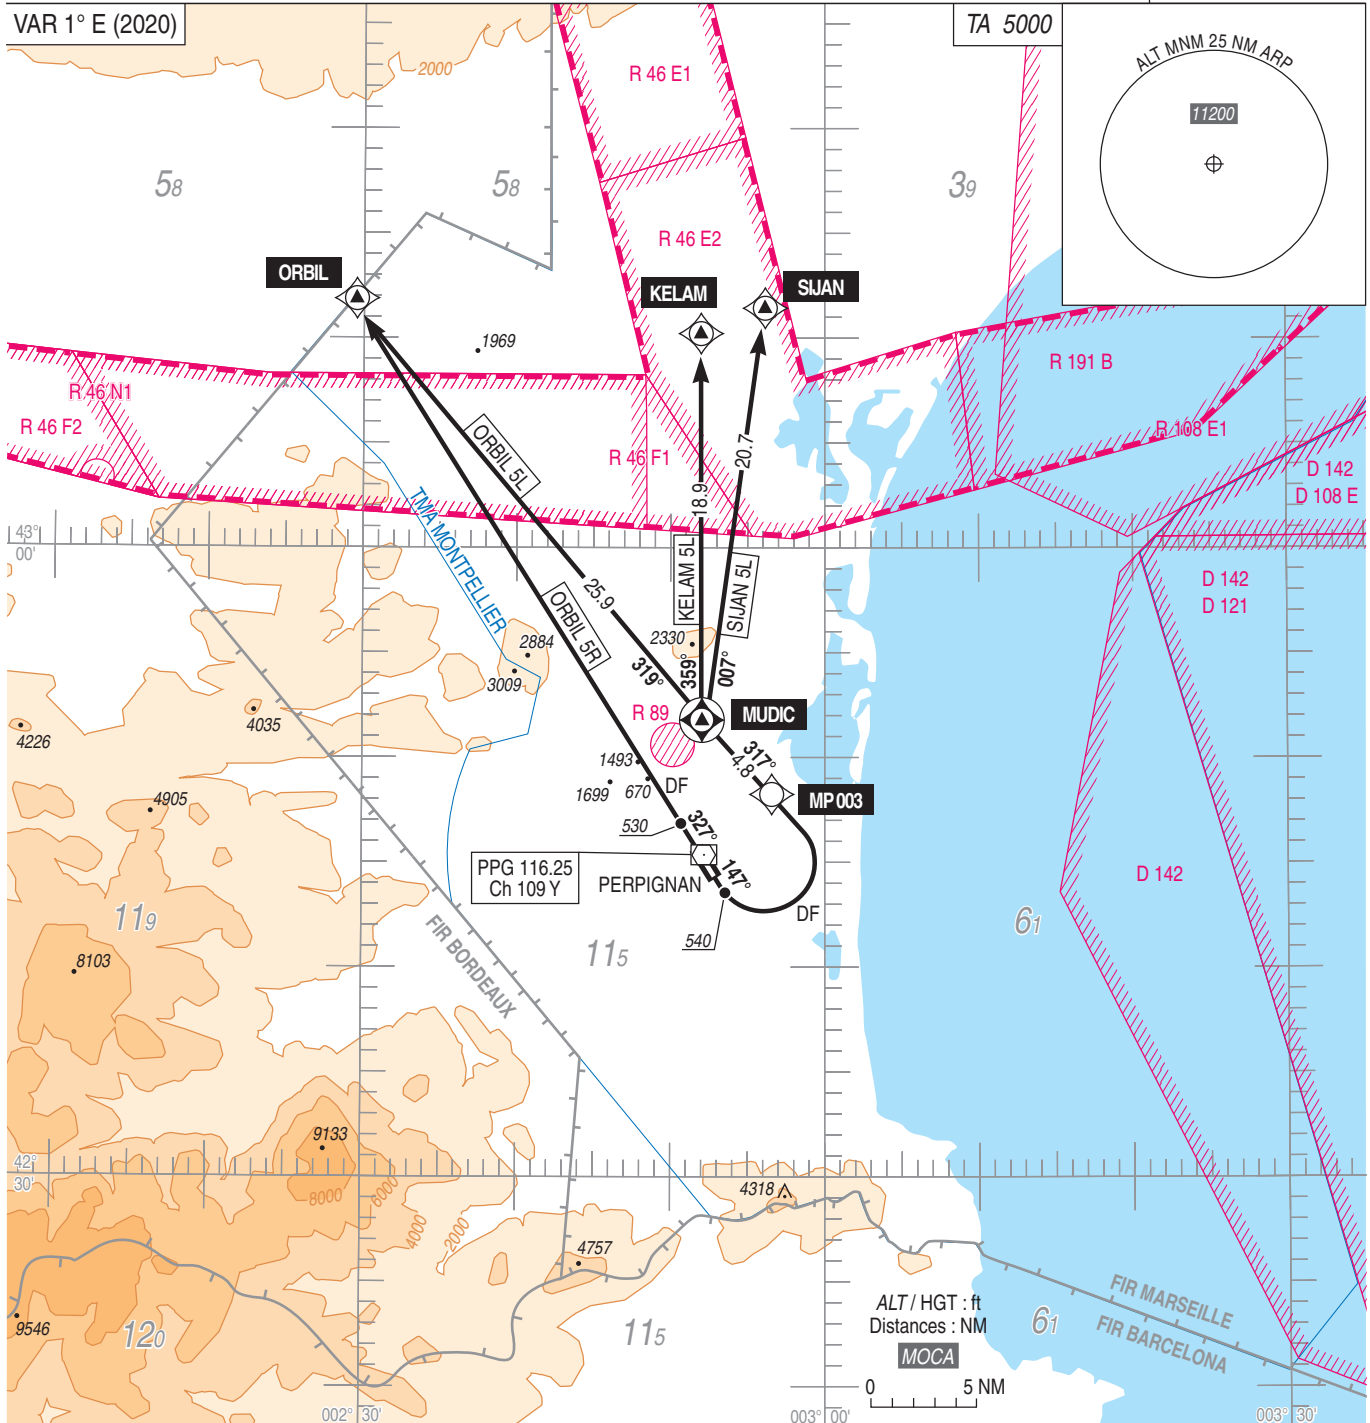 VAR 1° E (2020)
TA 5000
ALT MNM 25 NM ARP
11200
2000
R 46 E1
58
58
39
R 46 E2
ORBIL
KELAM
SIJAN
1969
R 46 N1
R 46 F2
R 191 B
R 108 E1
ORBIL 5L
R 46 F1
20.7
18.9
D 142
D 108 E
TMA MONTPELLIER
43°
00'
25.9
KELAM 5L
SIJAN 5L
D 142
D 121
ORBIL 5R
2330
2884
3009
319°
359°
007°
4035
4226
R 89
MUDIC
317°
4.8
1493
1699
670
DF
MP 003
4905
530
327°
PPG 116.25
Ch 109 Y
PERPIGNAN
147°
D 142
DF
119
FIR BORDEAUX
540
115
61
8103
9133
42°
30'
8000
6000
4000
2000
4318
4757
9546
120
115
ALT / HGT : ft
Distances : NM
MOCA
0 5 NM
61
FIR MARSEILLE
FIR BARCELONA
002° 30'
003° 00'
003° 30'